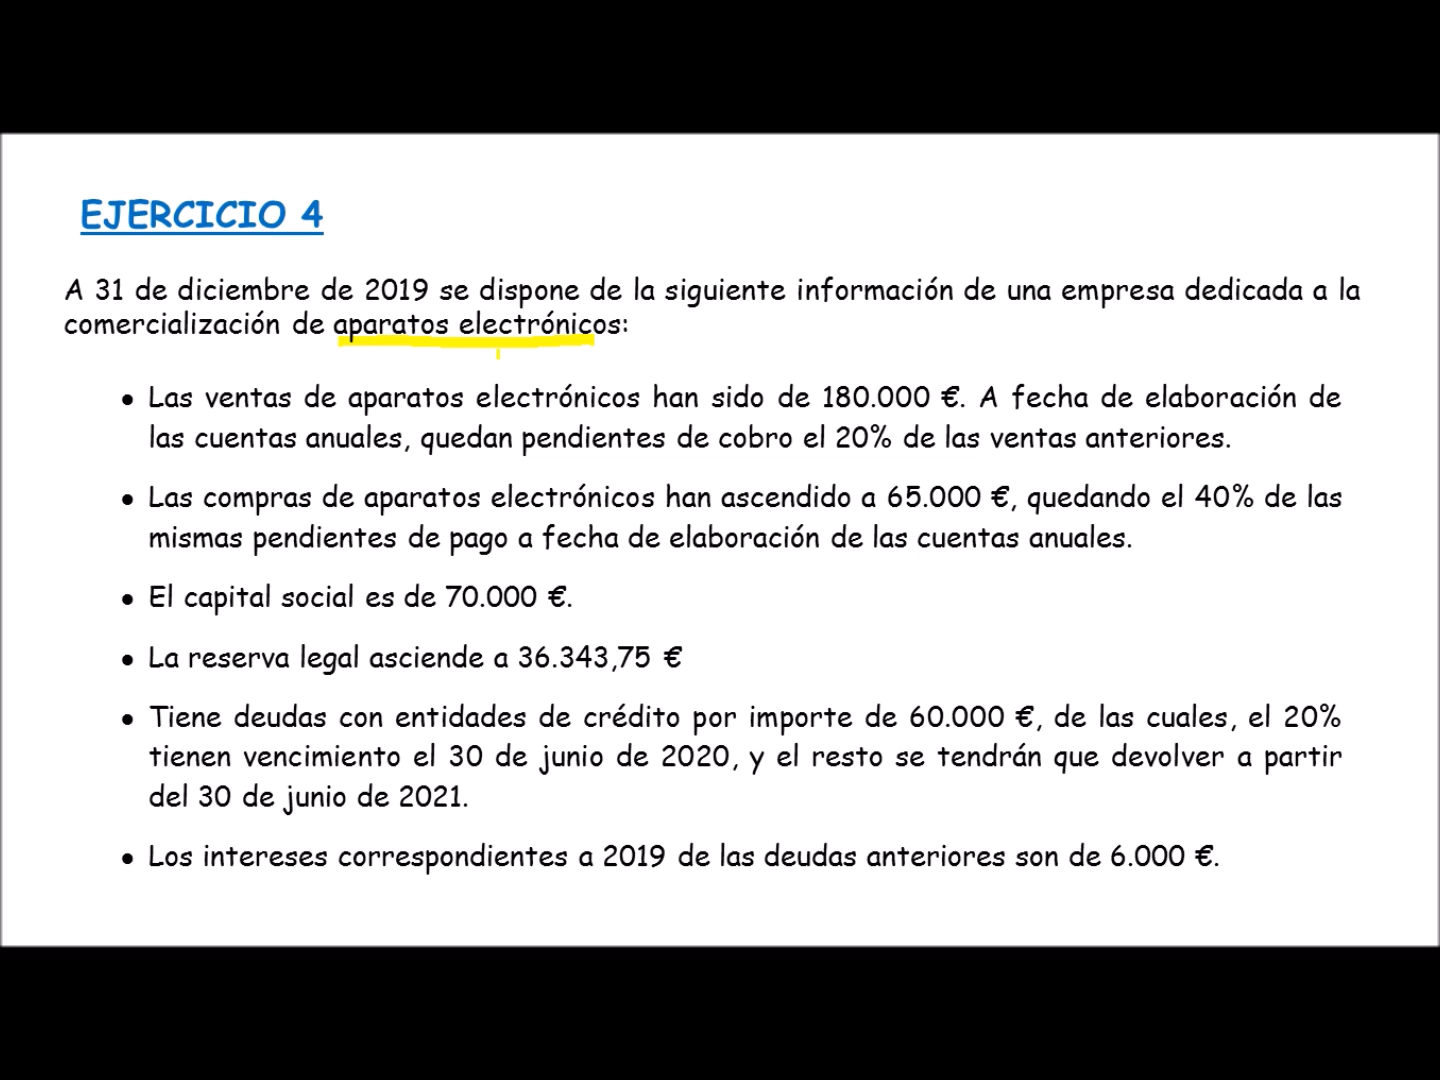 EJERCICIO 4
A 31 de diciembre de 2019 se dispone de la siguiente información de una empresa dedicada a la
comercialización de aparatos electrónicos:
• Las ventas de aparatos electrónicos han sido de 180.000 €. A fecha de elaboración de
las cuentas anuales, quedan pendientes de cobro el 20% de las ventas anteriores.
• Las compras de aparatos electrónicos han ascendido a 65.000 €, quedando el 40% de las
mismas pendientes de pago a fecha de elaboración de las cuentas anuales.
• El capital social es de 70.000 €.
• La reserva legal asciende a 36.343,75 €
• Tiene deudas con entidades de crédito por importe de 60.000 €, de las cuales, el 20%
tienen vencimiento el 30 de junio de 2020, y el resto se tendrán que devolver a partir
del 30 de junio de 2021.
• Los intereses correspondientes a 2019 de las deudas anteriores son de 6.000 €.